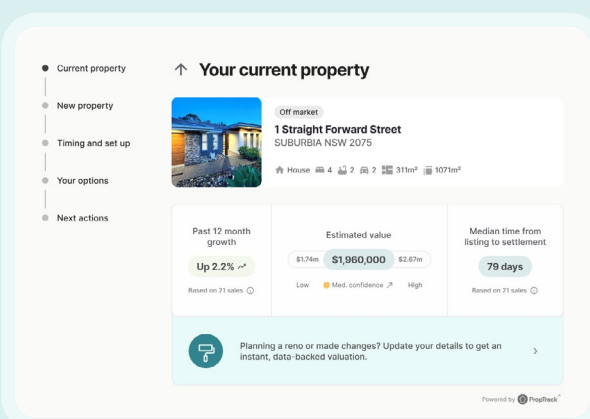 Current property
New property
Timing and set up
Your options
Next actions
Your current property
Off market
1 Straight Forward Street
SUBURBIA NSW 2075
House 4 2 2 311m² 1071m²
Past 12 month
growth
Up 2.2%
Based on 21 sales
Estimated value
$1.74m $1,960,000 $2.67m
Low Med. confidence High
Median time from
listing to settlement
79 days
Based on 21 sales
Planning a reno or made changes? Update your details to get an
instant, data-backed valuation.
Powered by PropTrack